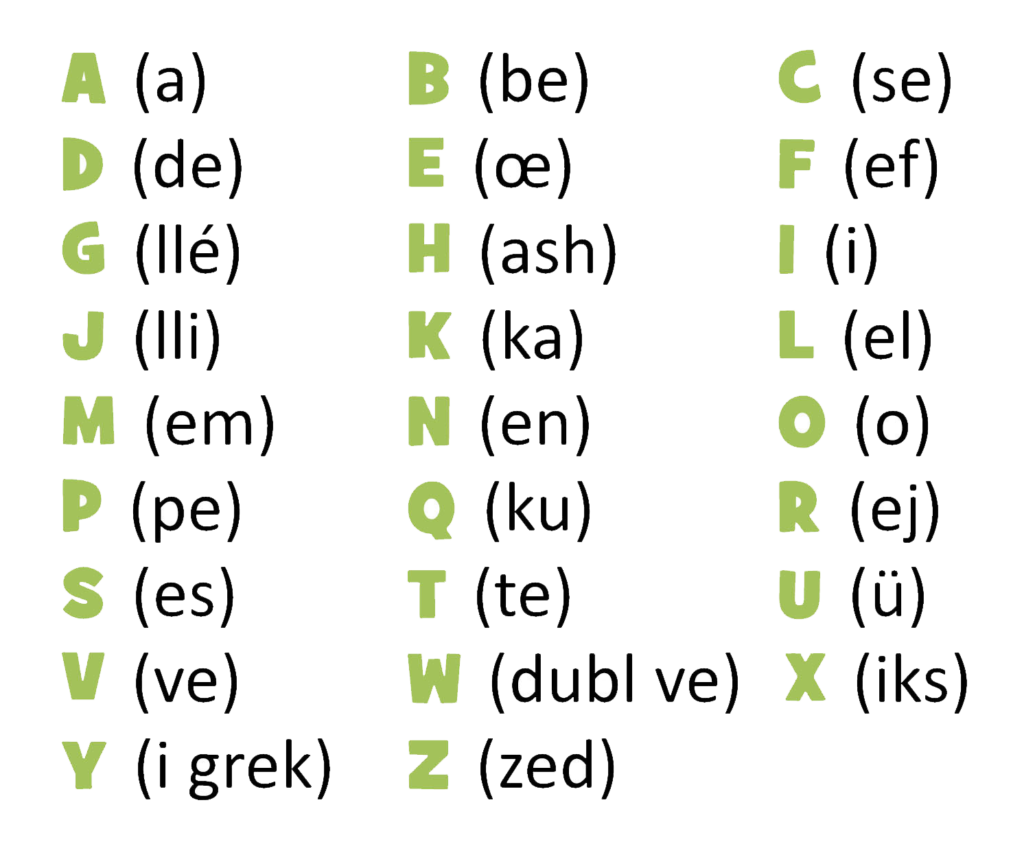 A (a) B (be) C (se)
D (de) E (œ) F (ef)
G (llé) H (ash) I (i)
J (lli) K (ka) L (el)
M (em) N (en) O (o)
P (pe) Q (ku) R (ej)
S (es) T (te) U (ü)
V (ve) W (dubl ve) X (iks)
Y (i grek) Z (zed)